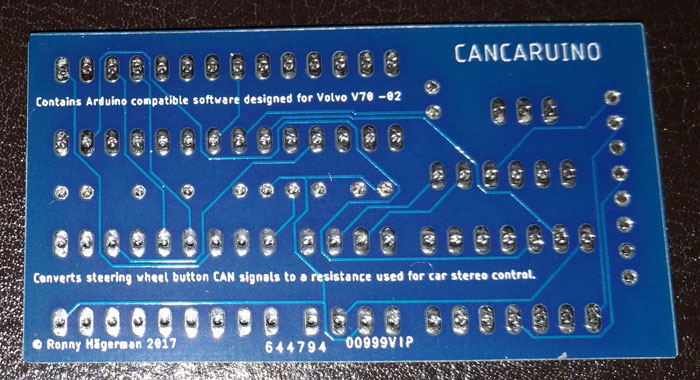 CANCARUINO
Contains Arduino compatible software designed for Volvo V70 -02
Converts steering wheel button CAN signals to a resistance used for car stereo control.
© Ronny Hägerman 2017
644794
00999VIP